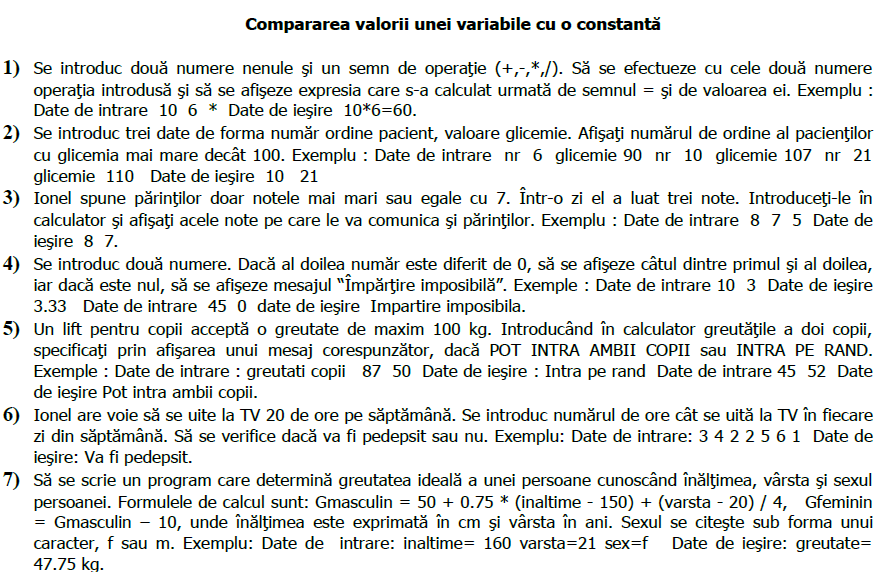 Compararea valorii unei variabile cu o constantă
1) Se introduc două numere nenule şi un semn de operaţie (+,-,*,/). Să se efectueze cu cele două numere
operaţia introdusă şi să se afişeze expresia care s-a calculat urmată de semnul = şi de valoarea ei. Exemplu :
Date de intrare 10 6 * Date de ieşire 10*6=60.
2) Se introduc trei date de forma număr ordine pacient, valoare glicemie. Afişaţi numărul de ordine al pacienţilor
cu glicemia mai mare decât 100. Exemplu : Date de intrare nr 6 glicemie 90 nr 10 glicemie 107 nr 21
glicemie 110 Date de ieşire 10 21
3) Ionel spune părinţilor doar notele mai mari sau egale cu 7. Într-o zi el a luat trei note. Introduceţi-le în
calculator şi afişaţi acele note pe care le va comunica şi părinţilor. Exemplu : Date de intrare 8 7 5 Date de
ieşire 8 7.
4) Se introduc două numere. Dacă al doilea număr este diferit de 0, să se afişeze câtul dintre primul şi al doilea,
iar dacă este nul, să se afişeze mesajul “Împărţire imposibilă”. Exemple : Date de intrare 10 3 Date de ieşire
3.33 Date de intrare 45 0 date de ieşire Impartire imposibila.
5) Un lift pentru copii acceptă o greutate de maxim 100 kg. Introducând în calculator greutăţile a doi copii,
specificaţi prin afişarea unui mesaj corespunzător, dacă POT INTRA AMBII COPII sau INTRA PE RAND.
Exemple : Date de intrare : greutati copii 87 50 Date de ieşire : Intra pe rand Date de intrare 45 52 Date
de ieşire Pot intra ambii copii.
6) Ionel are voie să se uite la TV 20 de ore pe săptămână. Se introduc numărul de ore cât se uită la TV în fiecare
zi din săptămână. Să se verifice dacă va fi pedepsit sau nu. Exemplu: Date de intrare: 3 4 2 2 5 6 1 Date de
ieşire: Va fi pedepsit.
7) Să se scrie un program care determină greutatea ideală a unei persoane cunoscând înălţimea, vârsta şi sexul
persoanei. Formulele de calcul sunt: Gmasculin = 50 + 0.75 * (inaltime - 150) + (varsta - 20) / 4, Gfeminin
= Gmasculin – 10, unde înălţimea este exprimată în cm şi vârsta în ani. Sexul se citeşte sub forma unui
caracter, f sau m. Exemplu: Date de intrare: inaltime= 160 varsta=21 sex=f Date de ieşire: greutate=
47.75 kg.